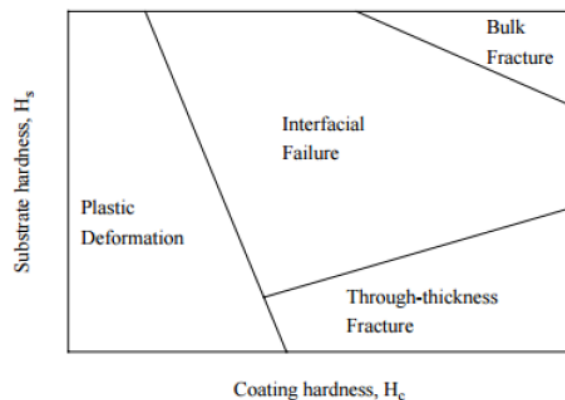 Bulk
Fracture
Interfacial
Failure
Plastic
Deformation
Through-thickness
Fracture
Substrate hardness, Hs
Coating hardness, Hc